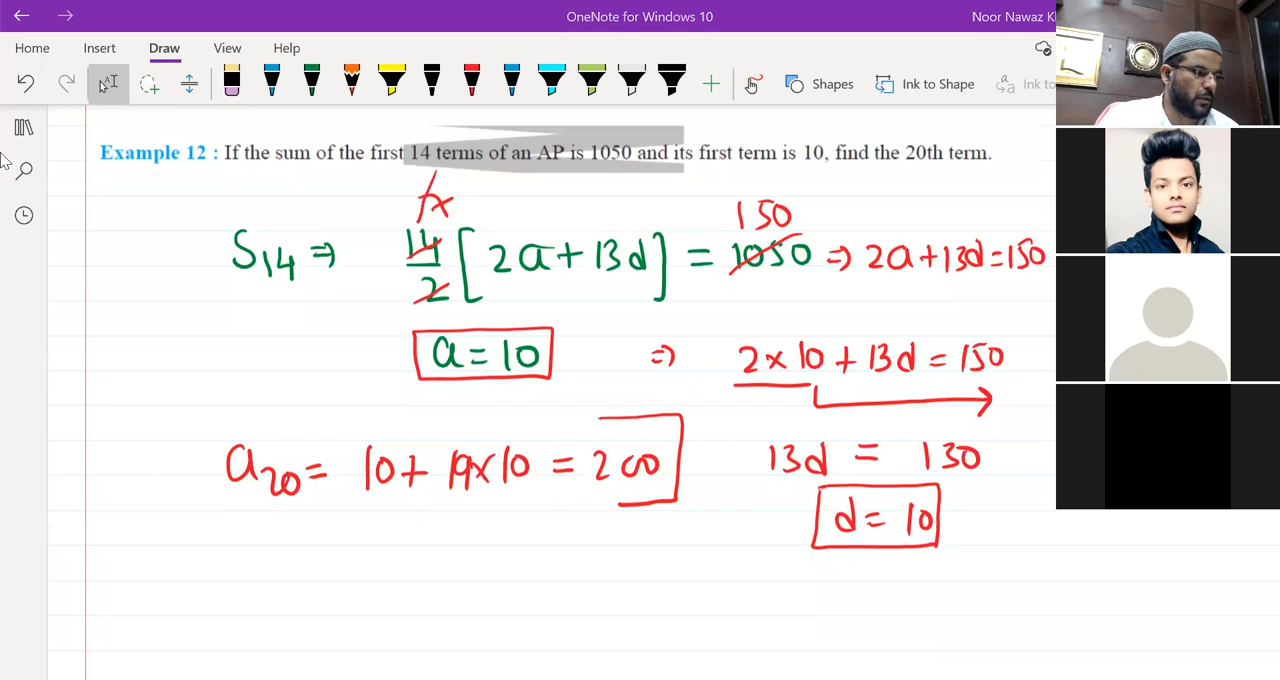 OneNote for Windows 10
Noor Nawaz K
Home Insert Draw View Help
Shapes Ink to Shape Ink to
Example 12 : If the sum of the first 14 terms of an AP is 1050 and its first term is 10, find the 20th term.
150
S14 ⇒ 14/2 [2a+13d] = 1050 ⇒ 2a+13d=150
a = 10 ⇒ 2 × 10 + 13d = 150
a20 = 10 + 19×10 = 200
13d = 130
d = 10